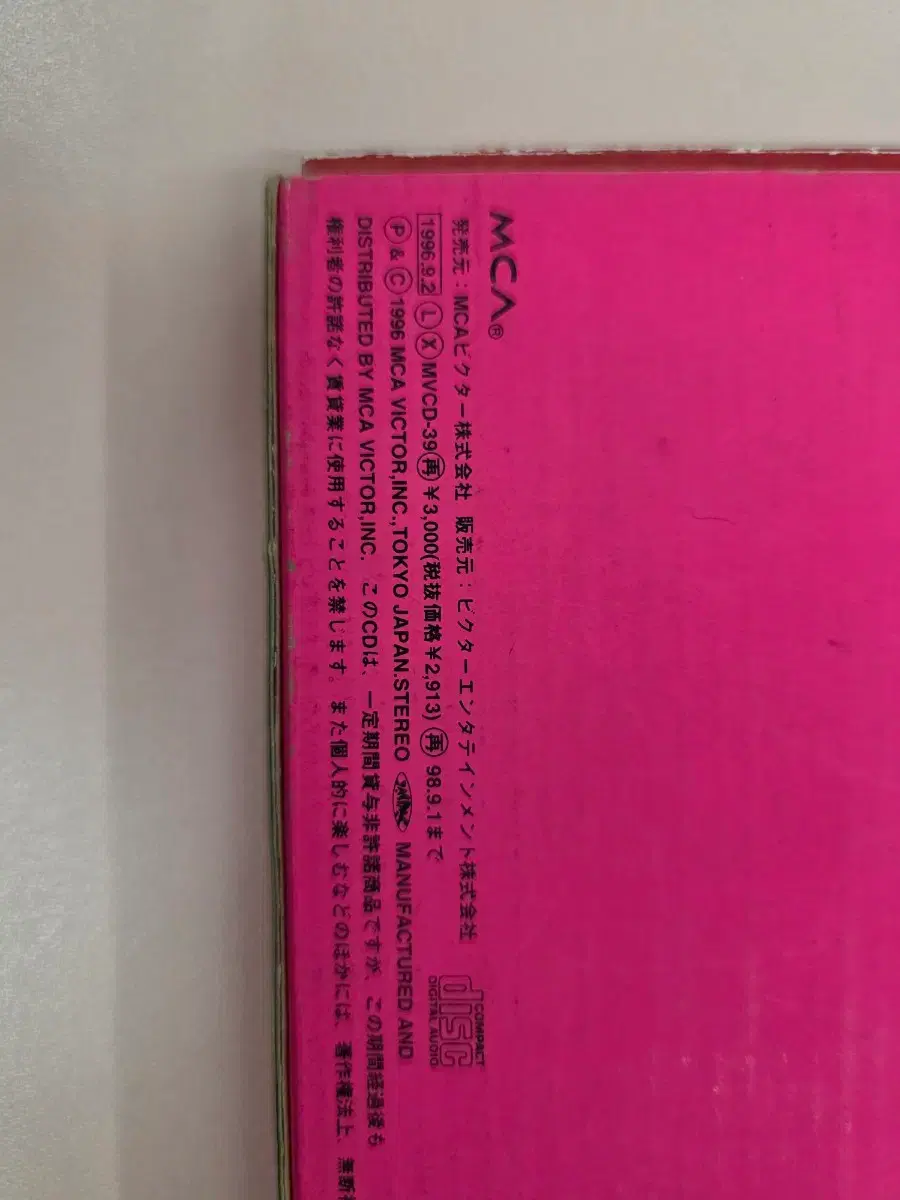 MCA®
発売元：MCAビクター株式会社 販売元：ビクターエンタテインメント株式会社
1996.9.2 Ⓛ Ⓧ MVCD-39 ㊐再 ¥3,000(税抜価格¥2,913) 再 98.9.1まで
Ⓟ & Ⓒ 1996 MCA VICTOR,INC.,TOKYO JAPAN.STEREO MANUFACTURED AND
DISTRIBUTED BY MCA VICTOR,INC. このCDは、一定期間貸与非許諾商品ですが、この期間経過後も
権利者の許諾なく賃貸業に使用することを禁じます。また個人的に楽しむなどのほかには、著作権法上、無断
COMPACT
disc
DIGITAL AUDIO